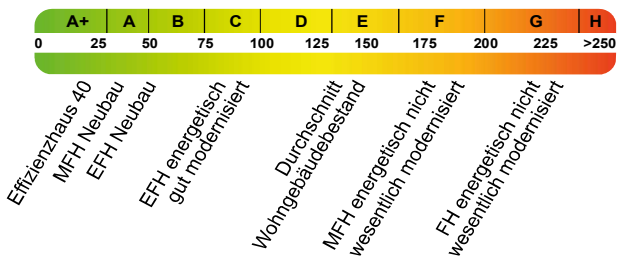 A+ A B C D E F G H
0 25 50 75 100 125 150 175 200 225 >250
Effizienzhaus 40
MFH Neubau
EFH Neubau
EFH energetisch
gut modernisiert
Durchschnitt
Wohngebäudebestand
MFH energetisch nicht
wesentlich modernisiert
FH energetisch nicht
wesentlich modernisiert